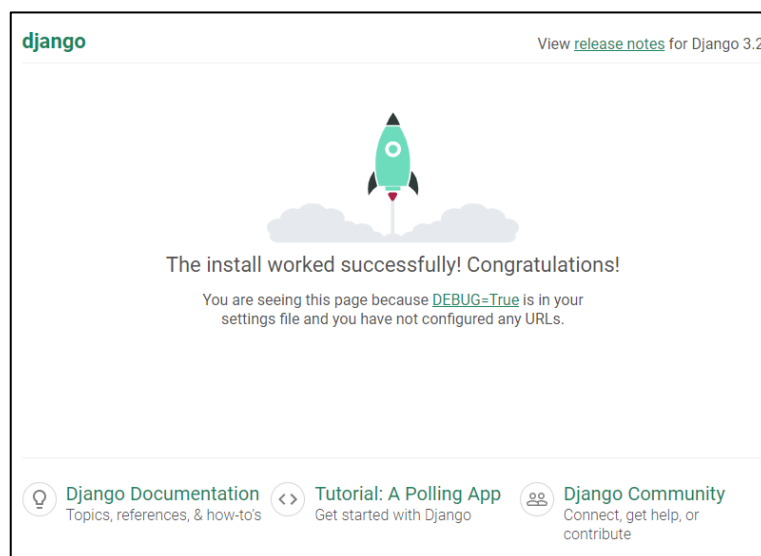 django
View release notes for Django 3.2
The install worked successfully! Congratulations!
You are seeing this page because DEBUG=True is in your
settings file and you have not configured any URLs.
Django Documentation
Topics, references, & how-to's
Tutorial: A Polling App
Get started with Django
Django Community
Connect, get help, or
contribute